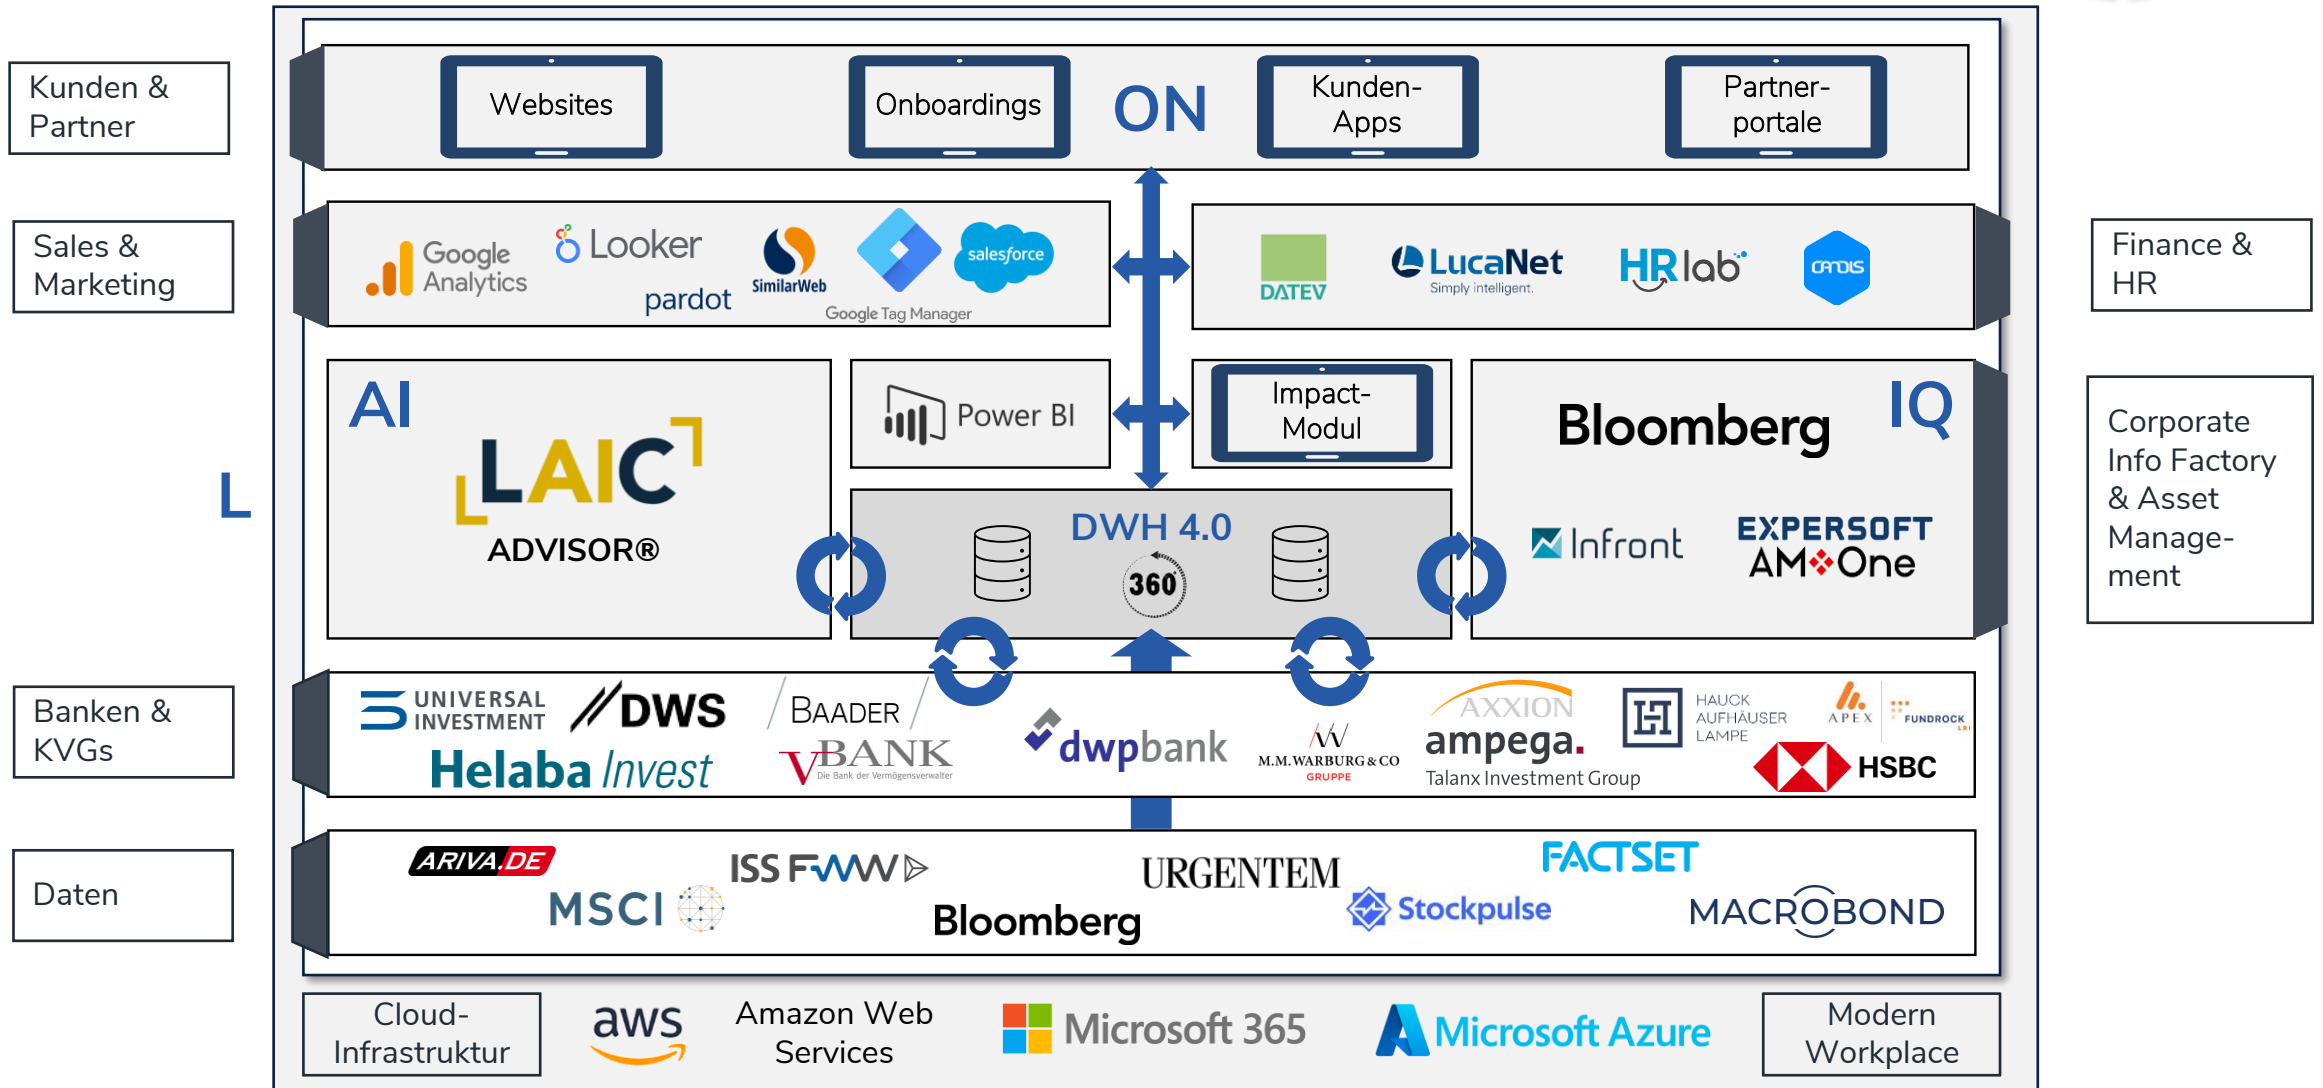 Kunden &
Partner
Websites
Onboardings
ON
Kunden-
Apps
Partner-
portale
Sales &
Marketing
Google
Analytics
Looker
pardot
SimilarWeb
Google Tag Manager
salesforce
DATEV
LucaNet
Simply intelligent.
HRlab
CANDIS
Finance &
HR
AI
LAIC
ADVISOR®
Power BI
Impact-
Modul
IQ
Bloomberg
Infront
EXPERSOFT
AM One
Corporate
Info Factory
& Asset
Manage-
ment
L
DWH 4.0
360°
Banken &
KVGs
UNIVERSAL
INVESTMENT
DWS
BAADER
Helaba Invest
VBANK
Die Bank der Vermögensverwalter
dwpbank
M.M.WARBURG & CO
GRUPPE
AXXION
ampega.
Talanx Investment Group
HAUCK
AUFHÄUSER
LAMPE
APEX
FUNDROCK
LRI
HSBC
Daten
ARIVA.DE
MSCI
ISS FWW
Bloomberg
URGENTEM
Stockpulse
FACTSET
MACROBOND
Cloud-
Infrastruktur
aws
Amazon Web
Services
Microsoft 365
Microsoft Azure
Modern
Workplace